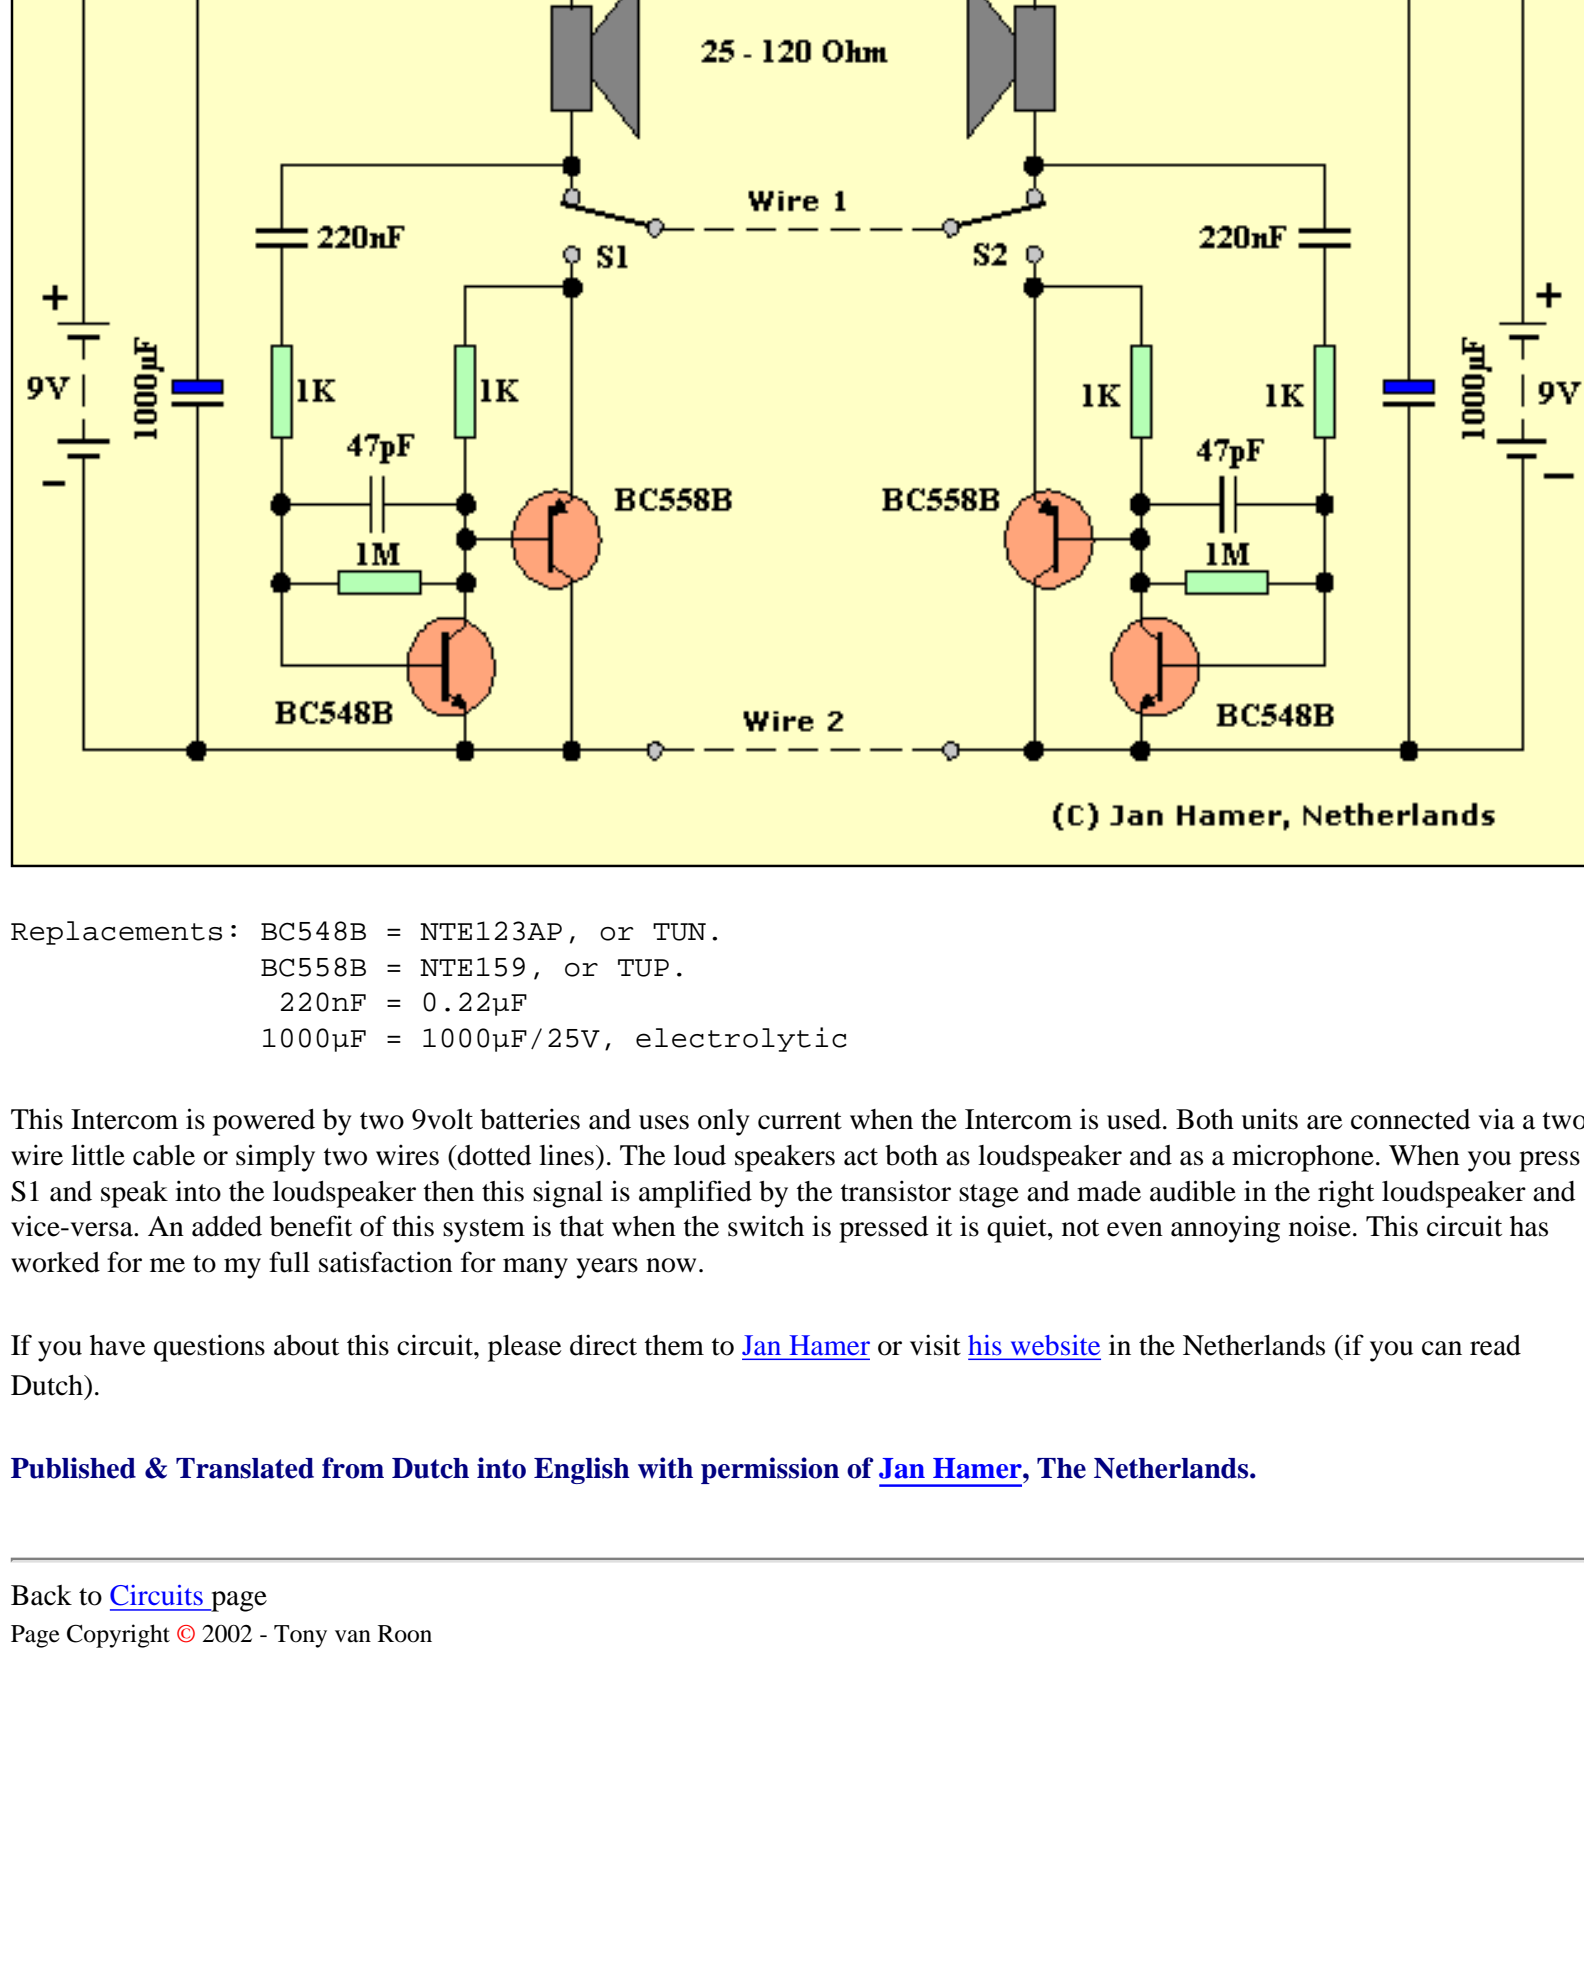 25 - 120 Ohm
Wire 1
220nF
S1
S2
220nF
+
+
9V
1000µF
1K
1K
1K
1K
1000µF
9V
47pF
47pF
–
–
BC558B
BC558B
1M
1M
BC548B
BC548B
Wire 2
(C) Jan Hamer, Netherlands
Replacements: BC548B = NTE123AP, or TUN.
BC558B = NTE159, or TUP.
220nF = 0.22µF
1000µF = 1000µF/25V, electrolytic
This Intercom is powered by two 9volt batteries and uses only current when the Intercom is used. Both units are connected via a two
wire little cable or simply two wires (dotted lines). The loud speakers act both as loudspeaker and as a microphone. When you press
S1 and speak into the loudspeaker then this signal is amplified by the transistor stage and made audible in the right loudspeaker and
vice-versa. An added benefit of this system is that when the switch is pressed it is quiet, not even annoying noise. This circuit has
worked for me to my full satisfaction for many years now.
If you have questions about this circuit, please direct them to Jan Hamer or visit his website in the Netherlands (if you can read
Dutch).
Published & Translated from Dutch into English with permission of Jan Hamer, The Netherlands.
Back to Circuits page
Page Copyright © 2002 - Tony van Roon